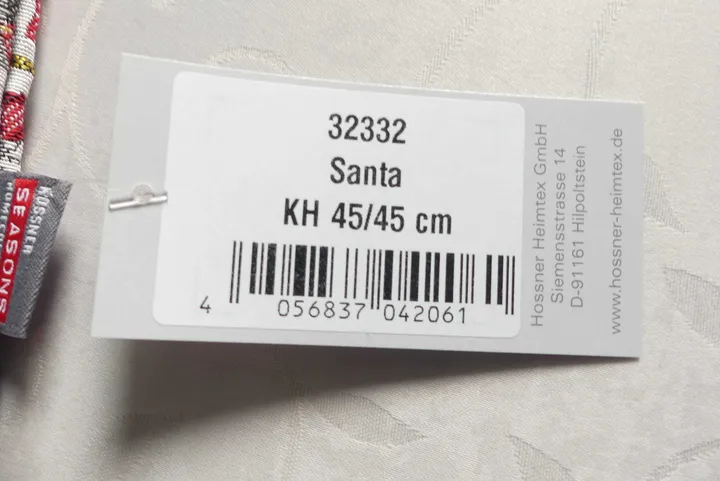 32332
Santa
KH 45/45 cm
4 056837 042061
Hossner Heimtex GmbH
Siemensstrasse 14
D-91161 Hilpoltstein
www.hossner-heimtex.de
HOSSNER
SEASONS